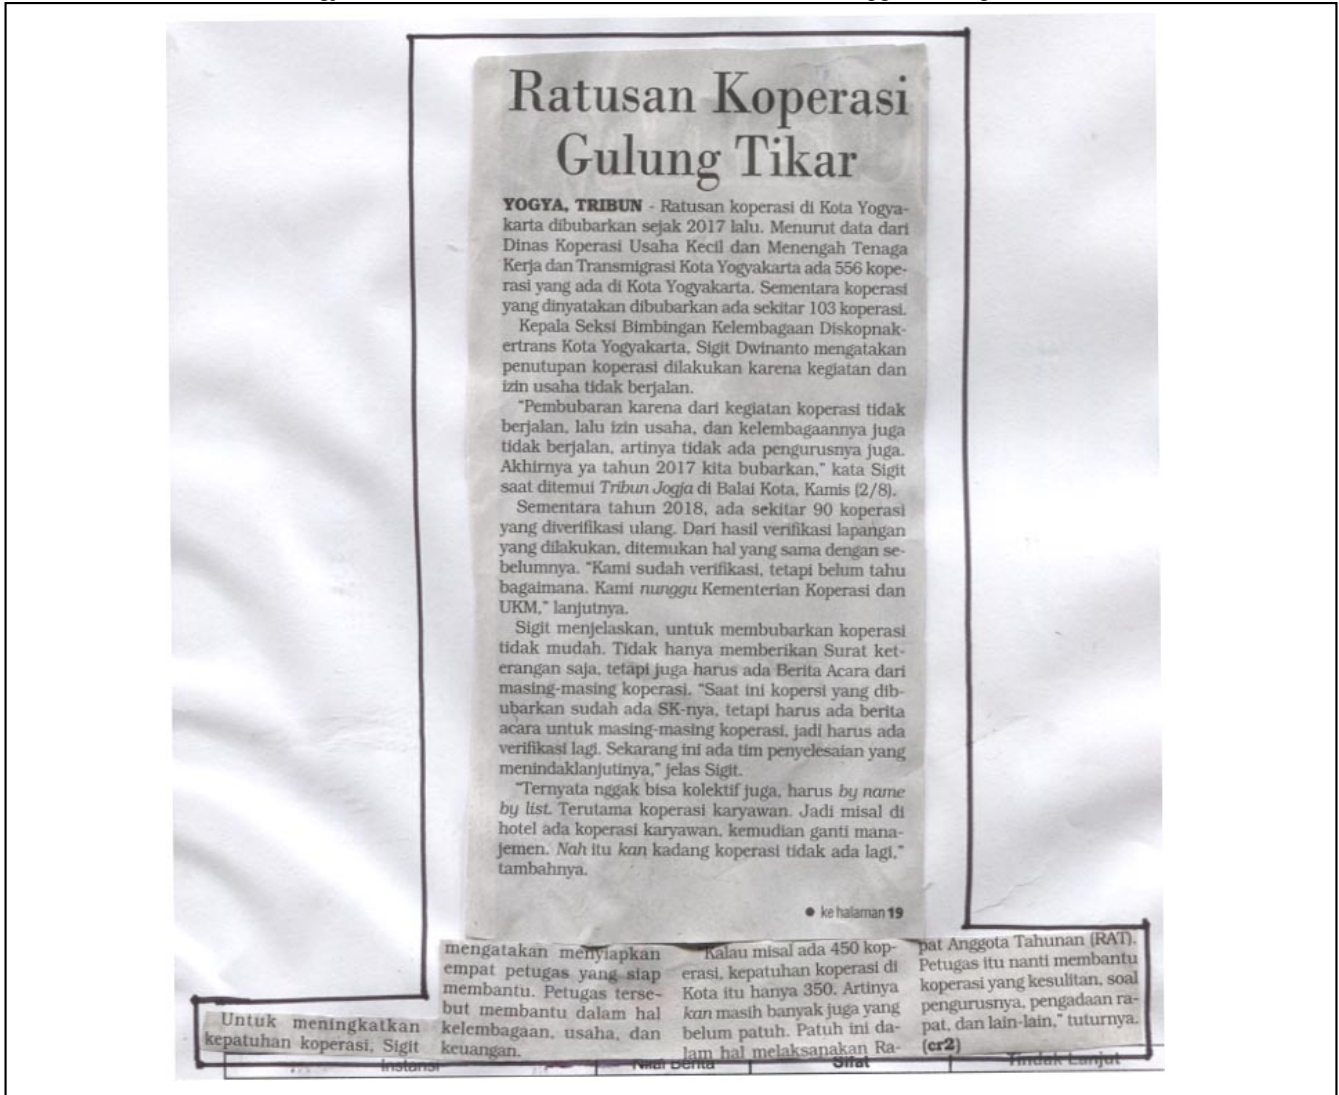 Ratusan Koperasi
Gulung Tikar
YOGYA, TRIBUN - Ratusan koperasi di Kota Yogya-
karta dibubarkan sejak 2017 lalu. Menurut data dari
Dinas Koperasi Usaha Kecil dan Menengah Tenaga
Kerja dan Transmigrasi Kota Yogyakarta ada 556 kope-
rasi yang ada di Kota Yogyakarta. Sementara koperasi
yang dinyatakan dibubarkan ada sekitar 103 koperasi.
Kepala Seksi Bimbingan Kelembagaan Diskopnak-
ertrans Kota Yogyakarta, Sigit Dwinanto mengatakan
penutupan koperasi dilakukan karena kegiatan dan
izin usaha tidak berjalan.
"Pembubaran karena dari kegiatan koperasi tidak
berjalan, lalu izin usaha, dan kelembagaannya juga
tidak berjalan, artinya tidak ada pengurusnya juga.
Akhirnya ya tahun 2017 kita bubarkan," kata Sigit
saat ditemui Tribun Jogja di Balai Kota, Kamis (2/8).
Sementara tahun 2018, ada sekitar 90 koperasi
yang diverifikasi ulang. Dari hasil verifikasi lapangan
yang dilakukan, ditemukan hal yang sama dengan se-
belumnya. "Kami sudah verifikasi, tetapi belum tahu
bagaimana. Kami nunggu Kementerian Koperasi dan
UKM," lanjutnya.
Sigit menjelaskan, untuk membubarkan koperasi
tidak mudah. Tidak hanya memberikan Surat ket-
erangan saja, tetapi juga harus ada Berita Acara dari
masing-masing koperasi. "Saat ini kopersi yang dib-
ubarkan sudah ada SK-nya, tetapi harus ada berita
acara untuk masing-masing koperasi, jadi harus ada
verifikasi lagi. Sekarang ini ada tim penyelesaian yang
menindaklanjutinya," jelas Sigit.
"Ternyata nggak bisa kolektif juga, harus by name
by list. Terutama koperasi karyawan. Jadi misal di
hotel ada koperasi karyawan, kemudian ganti mana-
jemen. Nah itu kan kadang koperasi tidak ada lagi,"
tambahnya.
● ke halaman 19
Untuk meningkatkan
kepatuhan koperasi, Sigit
mengatakan menyiapkan
empat petugas yang siap
membantu. Petugas terse-
but membantu dalam hal
kelembagaan, usaha, dan
keuangan.
Kalau misal ada 450 kop-
erasi, kepatuhan koperasi di
Kota itu hanya 350. Artinya
kan masih banyak juga yang
belum patuh. Patuh ini da-
lam hal melaksanakan Ra-
pat Anggota Tahunan (RAT).
Petugas itu nanti membantu
koperasi yang kesulitan, soal
pengurusnya, pengadaan ra-
pat, dan lain-lain," tuturnya.
(cr2)
Instansi
Nilai Berita
Sifat
Tindak Lanjut